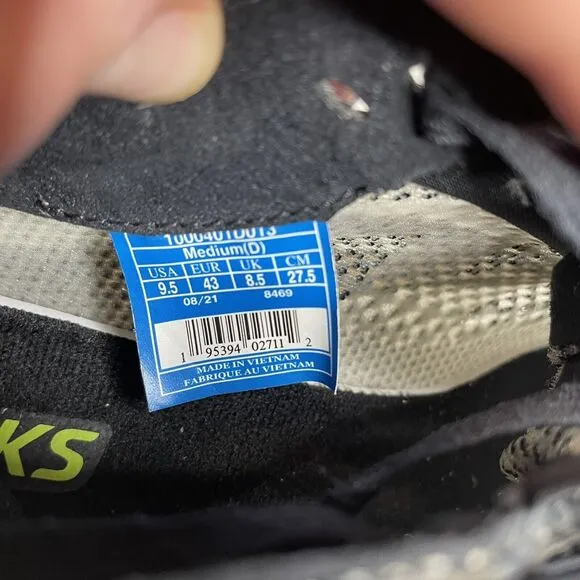 1000401D013
Medium(D)
USA EUR UK CM
9.5 43 8.5 27.5
08/21 8469
1 95394 02711 2
MADE IN VIETNAM
FABRIQUE AU VIETNAM
KS